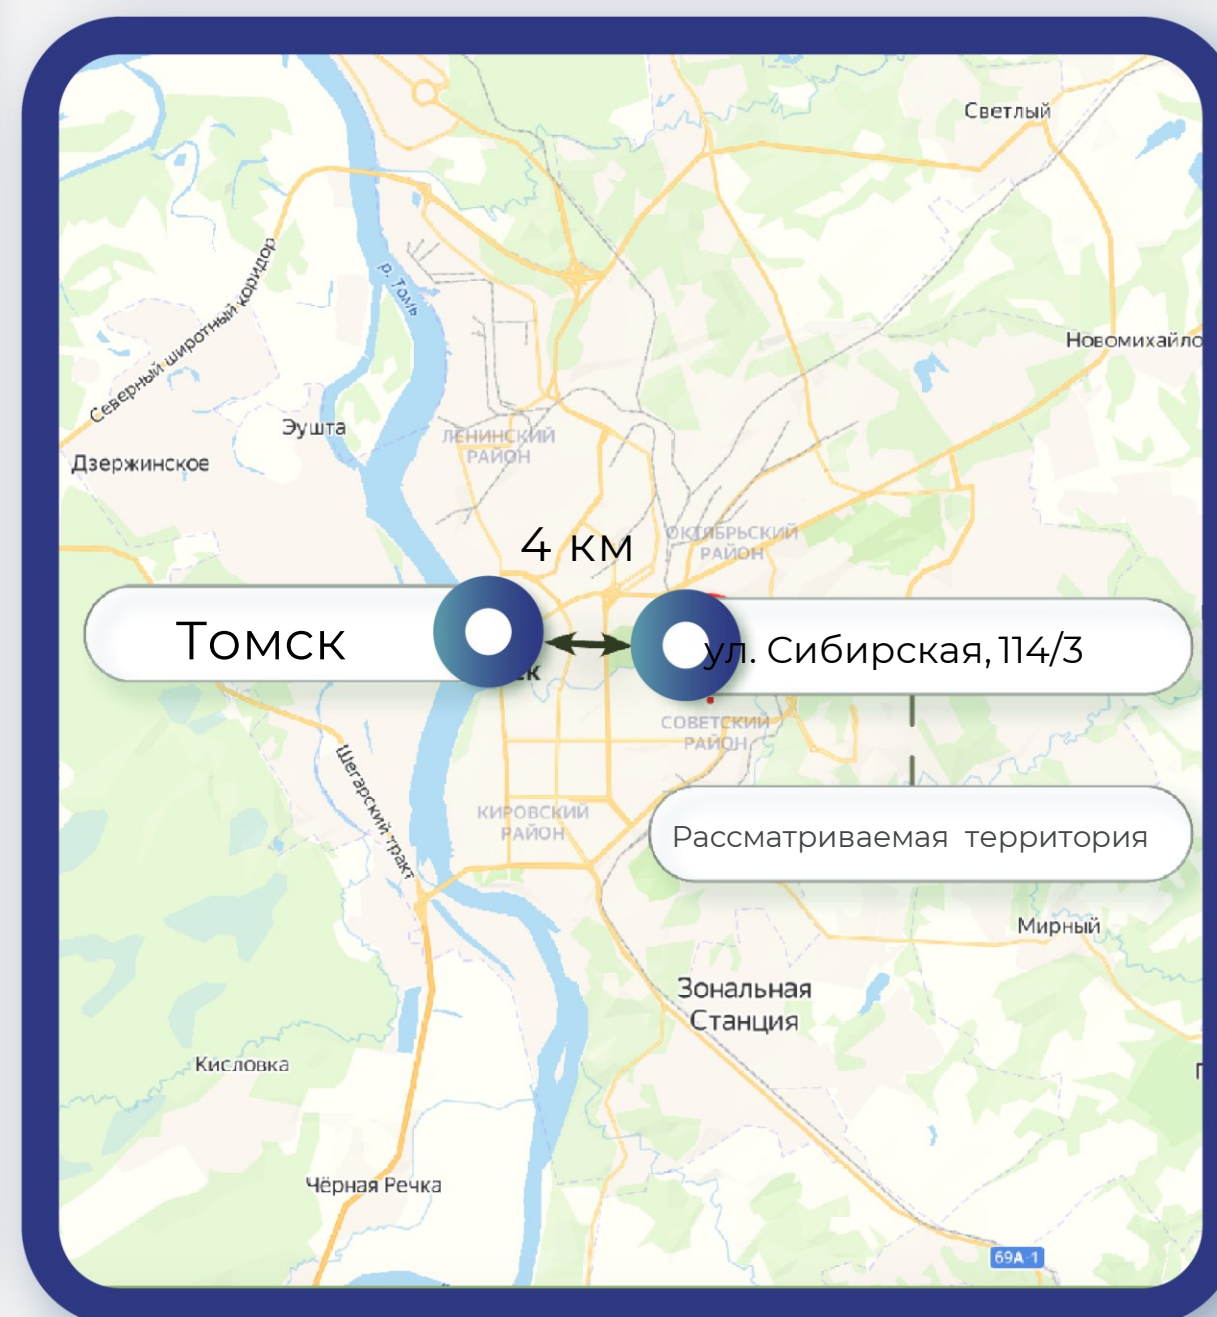 Светлый
р. Томь
Северный широтный коридор
Новомихайло
Эушта
ЛЕНИНСКИЙ
РАЙОН
Дзержинское
4 км
ОКТЯБРЬСКИЙ
РАЙОН
Томск
ул. Сибирская, 114/3
ск
СОВЕТСКИЙ
РАЙОН
Шегарский тракт
КИРОВСКИЙ
РАЙОН
Рассматриваемая территория
Мирный
Зональная
Станция
Кисловка
Чёрная Речка
69А-1